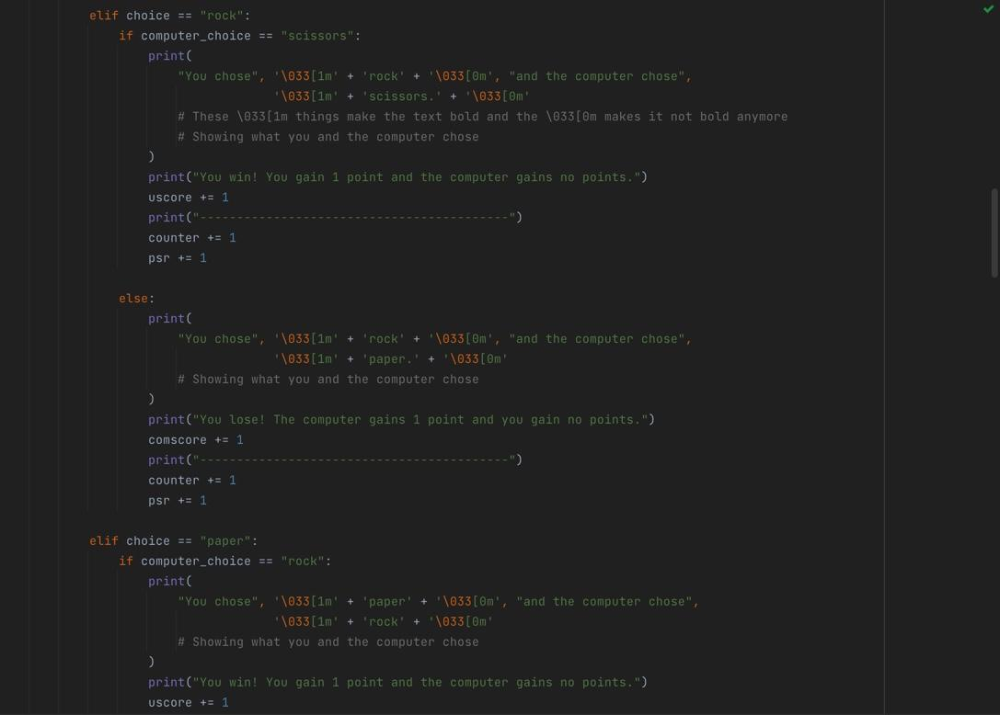 elif choice == "rock":
if computer_choice == "scissors":
print(
"You chose", '\033[1m' + 'rock' + '\033[0m', "and the computer chose",
'\033[1m' + 'scissors.' + '\033[0m'
# These \033[1m things make the text bold and the \033[0m makes it not bold anymore
# Showing what you and the computer chose
)
print("You win! You gain 1 point and the computer gains no points.")
uscore += 1
print("------------------------------------------")
counter += 1
psr += 1
else:
print(
"You chose", '\033[1m' + 'rock' + '\033[0m', "and the computer chose",
'\033[1m' + 'paper.' + '\033[0m'
# Showing what you and the computer chose
)
print("You lose! The computer gains 1 point and you gain no points.")
comscore += 1
print("------------------------------------------")
counter += 1
psr += 1
elif choice == "paper":
if computer_choice == "rock":
print(
"You chose", '\033[1m' + 'paper' + '\033[0m', "and the computer chose",
'\033[1m' + 'rock' + '\033[0m'
# Showing what you and the computer chose
)
print("You win! You gain 1 point and the computer gains no points.")
uscore += 1